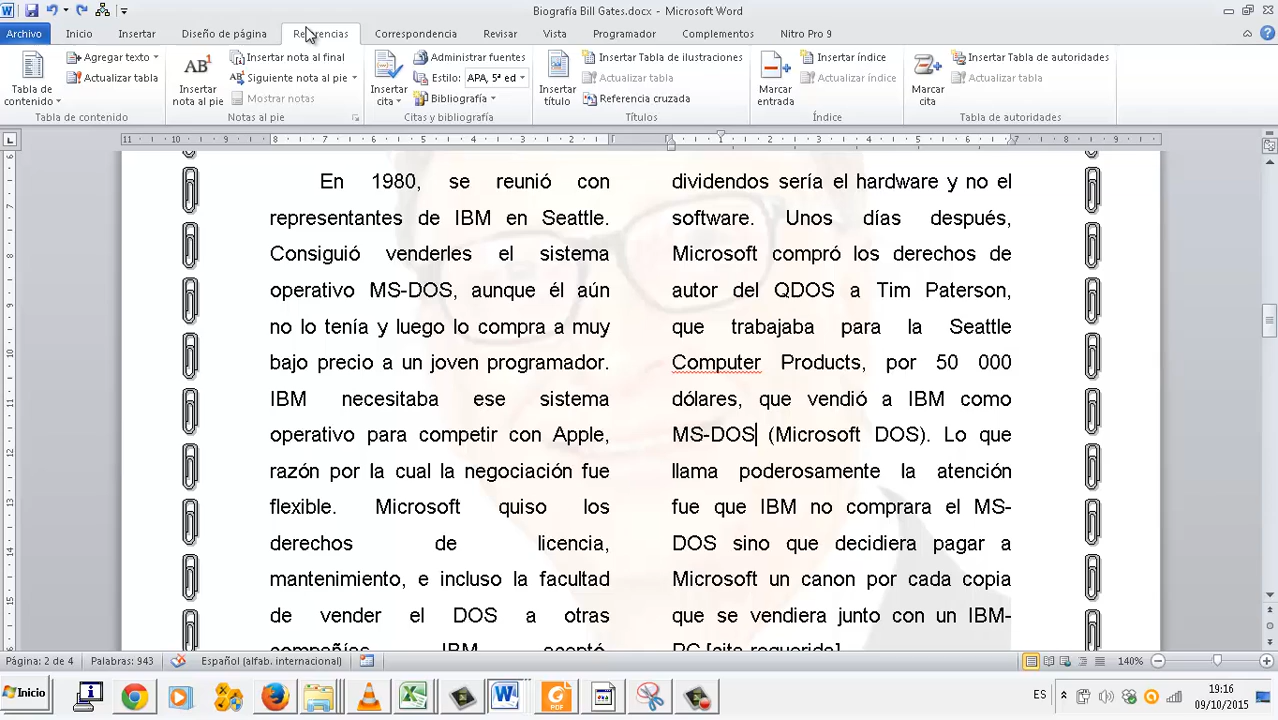 Biografía Bill Gates.docx - Microsoft Word
Archivo Inicio Insertar Diseño de página Referencias Correspondencia Revisar Vista Programador Complementos Nitro Pro 9
Tabla de contenido
Agregar texto
Actualizar tabla
Tabla de contenido
AB¹
Insertar nota al pie
Insertar nota al final
Siguiente nota al pie
Mostrar notas
Notas al pie
Insertar cita
Administrar fuentes
Estilo: APA, 5ª ed
Bibliografía
Citas y bibliografía
Insertar título
Insertar Tabla de ilustraciones
Actualizar tabla
Referencia cruzada
Títulos
Marcar entrada
Insertar índice
Actualizar índice
Índice
Marcar cita
Insertar Tabla de autoridades
Actualizar tabla
Tabla de autoridades
En 1980, se reunió con
representantes de IBM en Seattle.
Consiguió venderles el sistema
operativo MS-DOS, aunque él aún
no lo tenía y luego lo compra a muy
bajo precio a un joven programador.
IBM necesitaba ese sistema
operativo para competir con Apple,
razón por la cual la negociación fue
flexible. Microsoft quiso los
derechos de licencia,
mantenimiento, e incluso la facultad
de vender el DOS a otras
compañías. IBM aceptó,
dividendos sería el hardware y no el
software. Unos días después,
Microsoft compró los derechos de
autor del QDOS a Tim Paterson,
que trabajaba para la Seattle
Computer Products, por 50 000
dólares, que vendió a IBM como
MS-DOS (Microsoft DOS). Lo que
llama poderosamente la atención
fue que IBM no comprara el MS-
DOS sino que decidiera pagar a
Microsoft un canon por cada copia
que se vendiera junto con un IBM-
PC.[cita requerida]
Página: 2 de 4 Palabras: 943 Español (alfab. internacional) 140%
Inicio
PDF
ES
19:16
09/10/2015